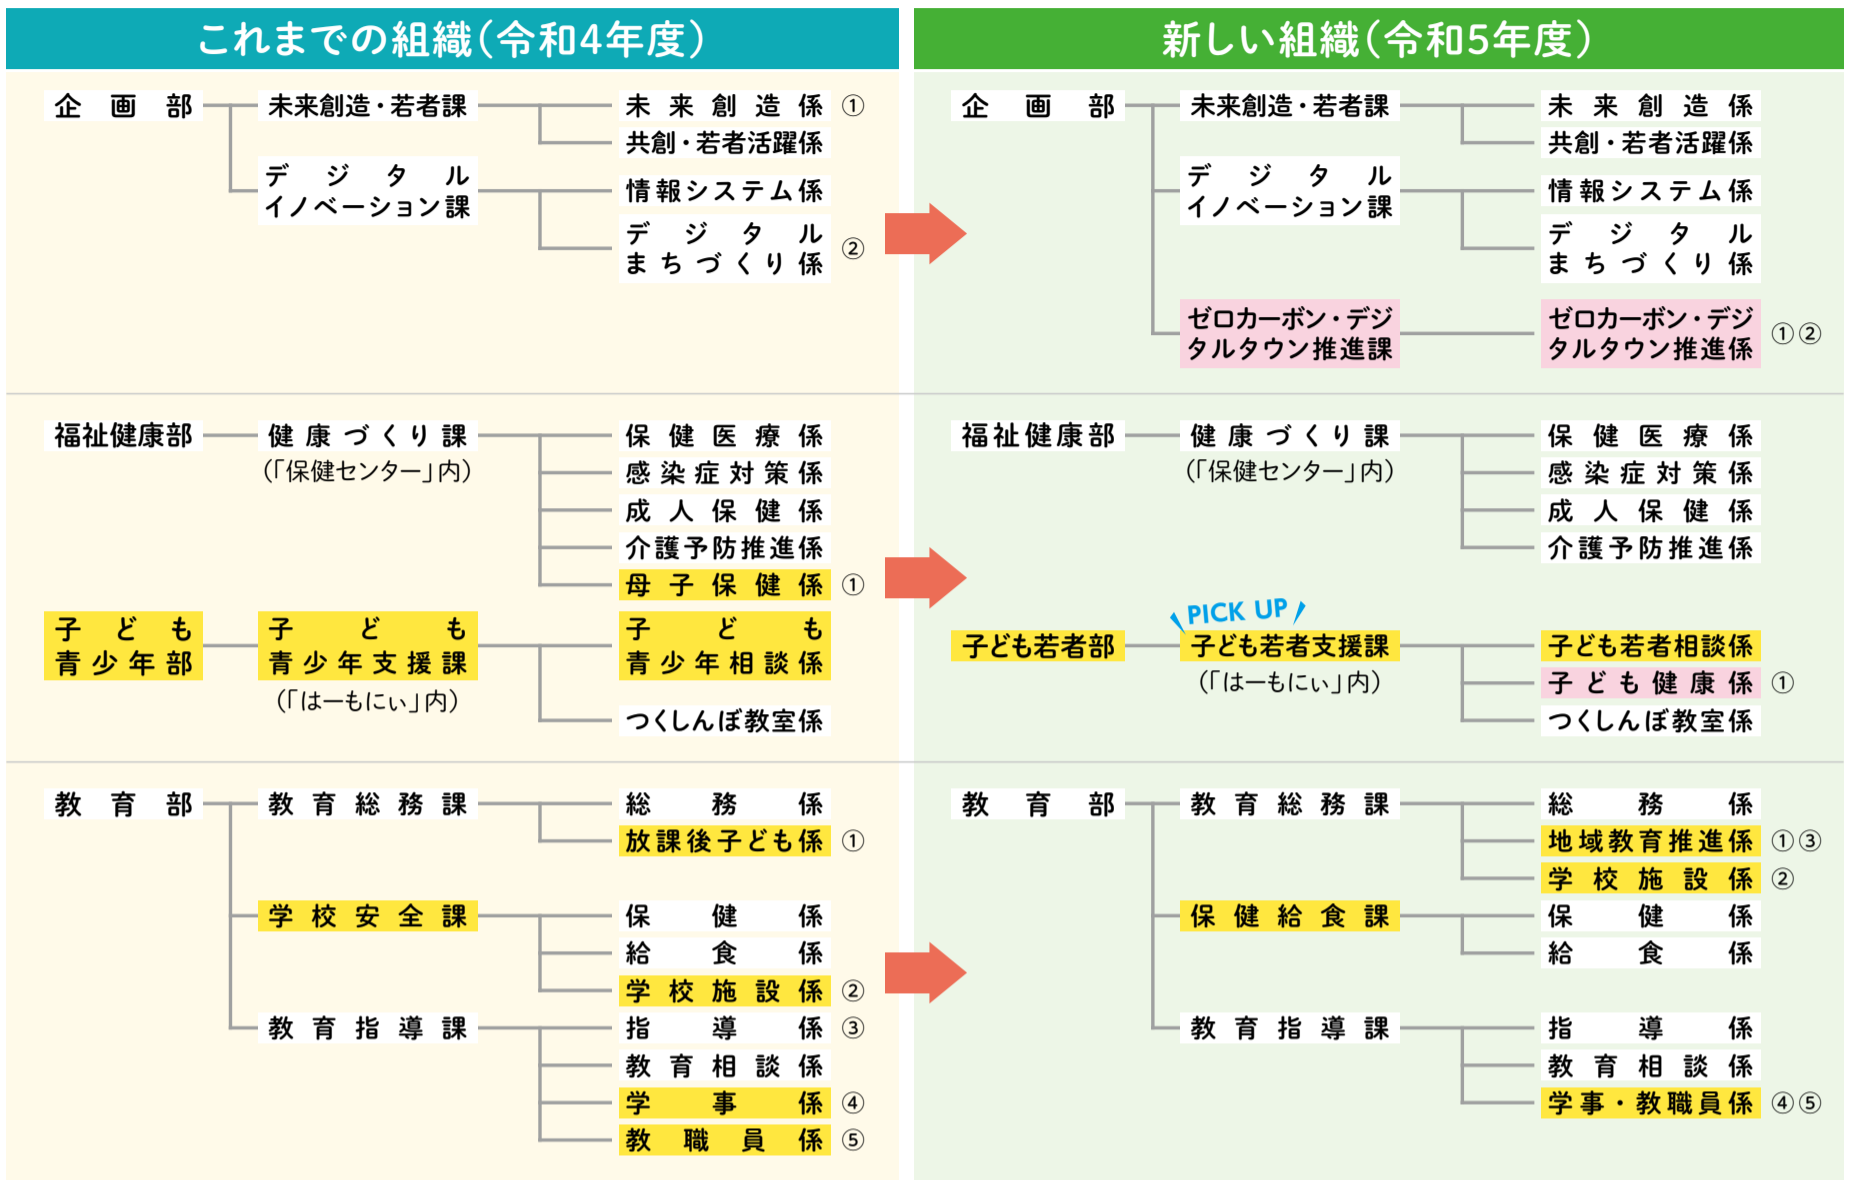 これまでの組織（令和4年度）
企画部
未来創造・若者課
未来創造係 ①
共創・若者活躍係
デジタル
イノベーション課
情報システム係
デジタル
まちづくり係 ②
福祉健康部
健康づくり課
（「保健センター」内）
保健医療係
感染症対策係
成人保健係
介護予防推進係
母子保健係 ①
子ども
青少年部
子ども
青少年支援課
（「はーもにぃ」内）
子ども
青少年相談係
つくしんぼ教室係
教育部
教育総務課
総務係
放課後子ども係 ①
学校安全課
保健係
給食係
学校施設係 ②
教育指導課
指導係 ③
教育相談係
学事係 ④
教職員係 ⑤
新しい組織（令和5年度）
企画部
未来創造・若者課
未来創造係
共創・若者活躍係
デジタル
イノベーション課
情報システム係
デジタル
まちづくり係
ゼロカーボン・デジ
タルタウン推進課
ゼロカーボン・デジ
タルタウン推進係 ①②
福祉健康部
健康づくり課
（「保健センター」内）
保健医療係
感染症対策係
成人保健係
介護予防推進係
PICK UP
子ども若者部
子ども若者支援課
（「はーもにぃ」内）
子ども若者相談係
子ども健康係 ①
つくしんぼ教室係
教育部
教育総務課
総務係
地域教育推進係 ①③
学校施設係 ②
保健給食課
保健係
給食係
教育指導課
指導係
教育相談係
学事・教職員係 ④⑤